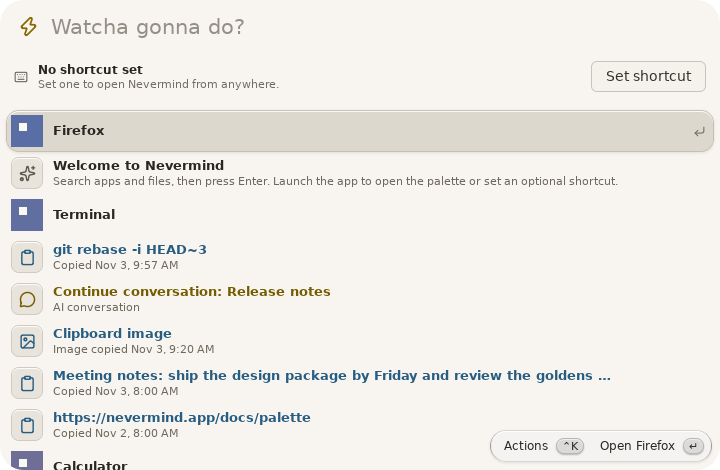 Watcha gonna do?
No shortcut set
Set one to open Nevermind from anywhere.
Set shortcut
Firefox
Welcome to Nevermind
Search apps and files, then press Enter. Launch the app to open the palette or set an optional shortcut.
Terminal
git rebase -i HEAD~3
Copied Nov 3, 9:57 AM
Continue conversation: Release notes
AI conversation
Clipboard image
Image copied Nov 3, 9:20 AM
Meeting notes: ship the design package by Friday and review the goldens ...
Copied Nov 3, 8:00 AM
https://nevermind.app/docs/palette
Copied Nov 2, 8:00 AM
Actions ^K Open Firefox ↵
Calculator